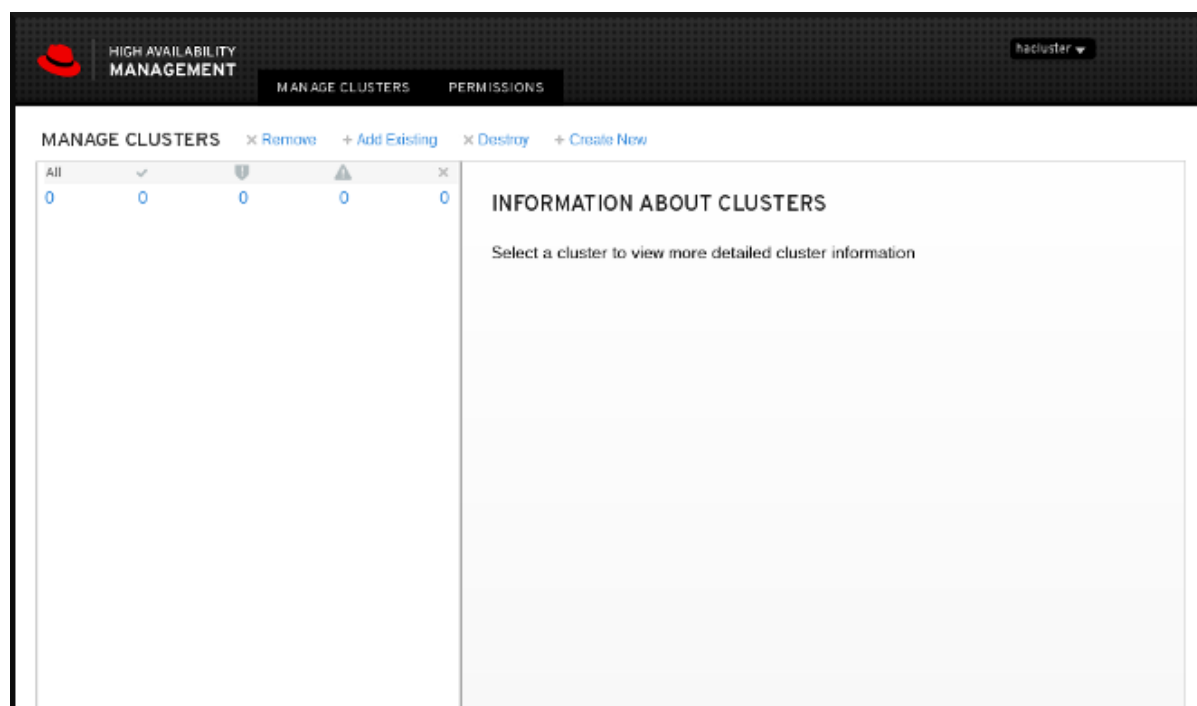 HIGH AVAILABILITY
MANAGEMENT
hacluster
MANAGE CLUSTERS PERMISSIONS
MANAGE CLUSTERS × Remove + Add Existing × Destroy + Create New
All
0 0 0 0 0
INFORMATION ABOUT CLUSTERS
Select a cluster to view more detailed cluster information